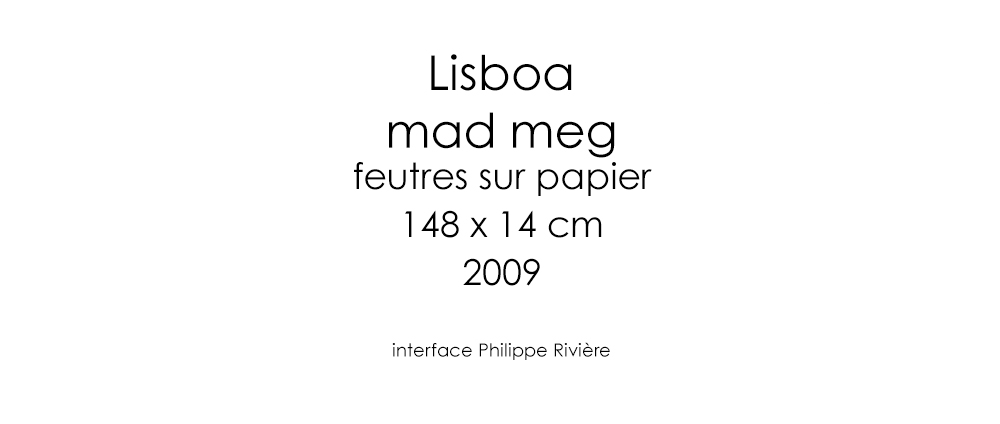 Lisboa
mad meg
feutres sur papier
148 x 14 cm
2009
interface Philippe Rivière